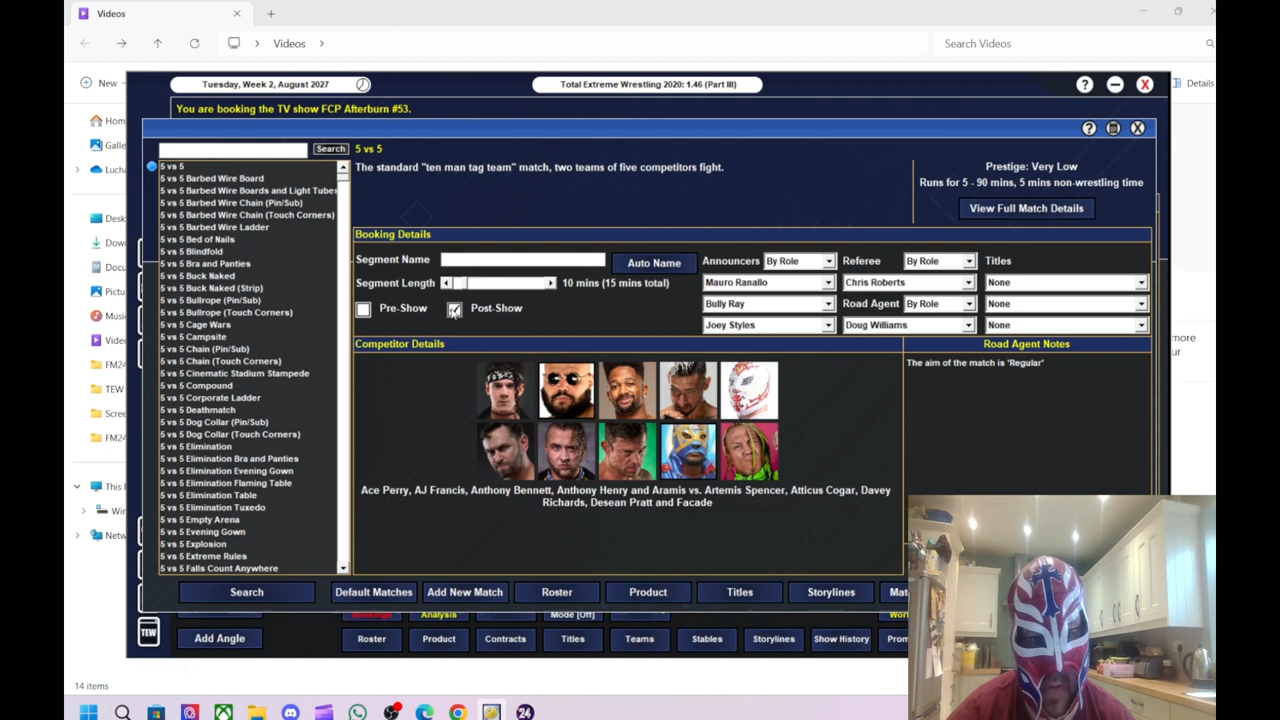 Videos
Videos
Search Videos
New
Details
Tuesday, Week 2, August 2027
Total Extreme Wrestling 2020: 1.46 (Part III)
You are booking the TV show FCP Afterburn #53.
Search
5 vs 5
The standard "ten man tag team" match, two teams of five competitors fight.
Prestige: Very Low
Runs for 5 - 90 mins, 5 mins non-wrestling time
View Full Match Details
5 vs 5
5 vs 5 Barbed Wire Board
5 vs 5 Barbed Wire Boards and Light Tubes
5 vs 5 Barbed Wire Chain (Pin/Sub)
5 vs 5 Barbed Wire Chain (Touch Corners)
5 vs 5 Barbed Wire Ladder
5 vs 5 Bed of Nails
5 vs 5 Blindfold
5 vs 5 Bra and Panties
5 vs 5 Buck Naked
5 vs 5 Buck Naked (Strip)
5 vs 5 Bullrope (Pin/Sub)
5 vs 5 Bullrope (Touch Corners)
5 vs 5 Cage Wars
5 vs 5 Campsite
5 vs 5 Chain (Pin/Sub)
5 vs 5 Chain (Touch Corners)
5 vs 5 Cinematic Stadium Stampede
5 vs 5 Compound
5 vs 5 Corporate Ladder
5 vs 5 Deathmatch
5 vs 5 Dog Collar (Pin/Sub)
5 vs 5 Dog Collar (Touch Corners)
5 vs 5 Elimination
5 vs 5 Elimination Bra and Panties
5 vs 5 Elimination Evening Gown
5 vs 5 Elimination Flaming Table
5 vs 5 Elimination Table
5 vs 5 Elimination Tuxedo
5 vs 5 Empty Arena
5 vs 5 Evening Gown
5 vs 5 Explosion
5 vs 5 Extreme Rules
5 vs 5 Falls Count Anywhere
Booking Details
Segment Name
Auto Name
Announcers By Role
Referee By Role
Titles
Segment Length 10 mins (15 mins total)
Mauro Ranallo
Chris Roberts
None
Pre-Show
Post-Show
Bully Ray
Road Agent By Role
None
Joey Styles
Doug Williams
None
Competitor Details
Road Agent Notes
The aim of the match is 'Regular'
Ace Perry, AJ Francis, Anthony Bennett, Anthony Henry and Aramis vs. Artemis Spencer, Atticus Cogar, Davey
Richards, Desean Pratt and Facade
Search
Default Matches
Add New Match
Roster
Product
Titles
Storylines
Bookings
Analysis
Mode [Off]
TEW
Add Angle
Roster
Product
Contracts
Titles
Teams
Stables
Storylines
Show History
14 items
24